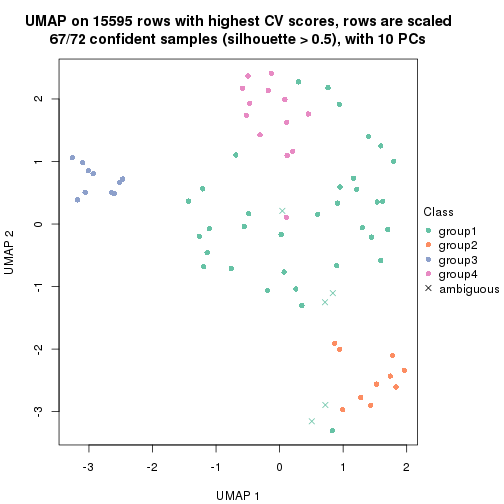 UMAP on 15595 rows with highest CV scores, rows are scaled
67/72 confident samples (silhouette > 0.5), with 10 PCs
2
1
0
-1
-2
-3
UMAP 2
-3
-2
-1
0
1
2
UMAP 1
Class
group1
group2
group3
group4
ambiguous